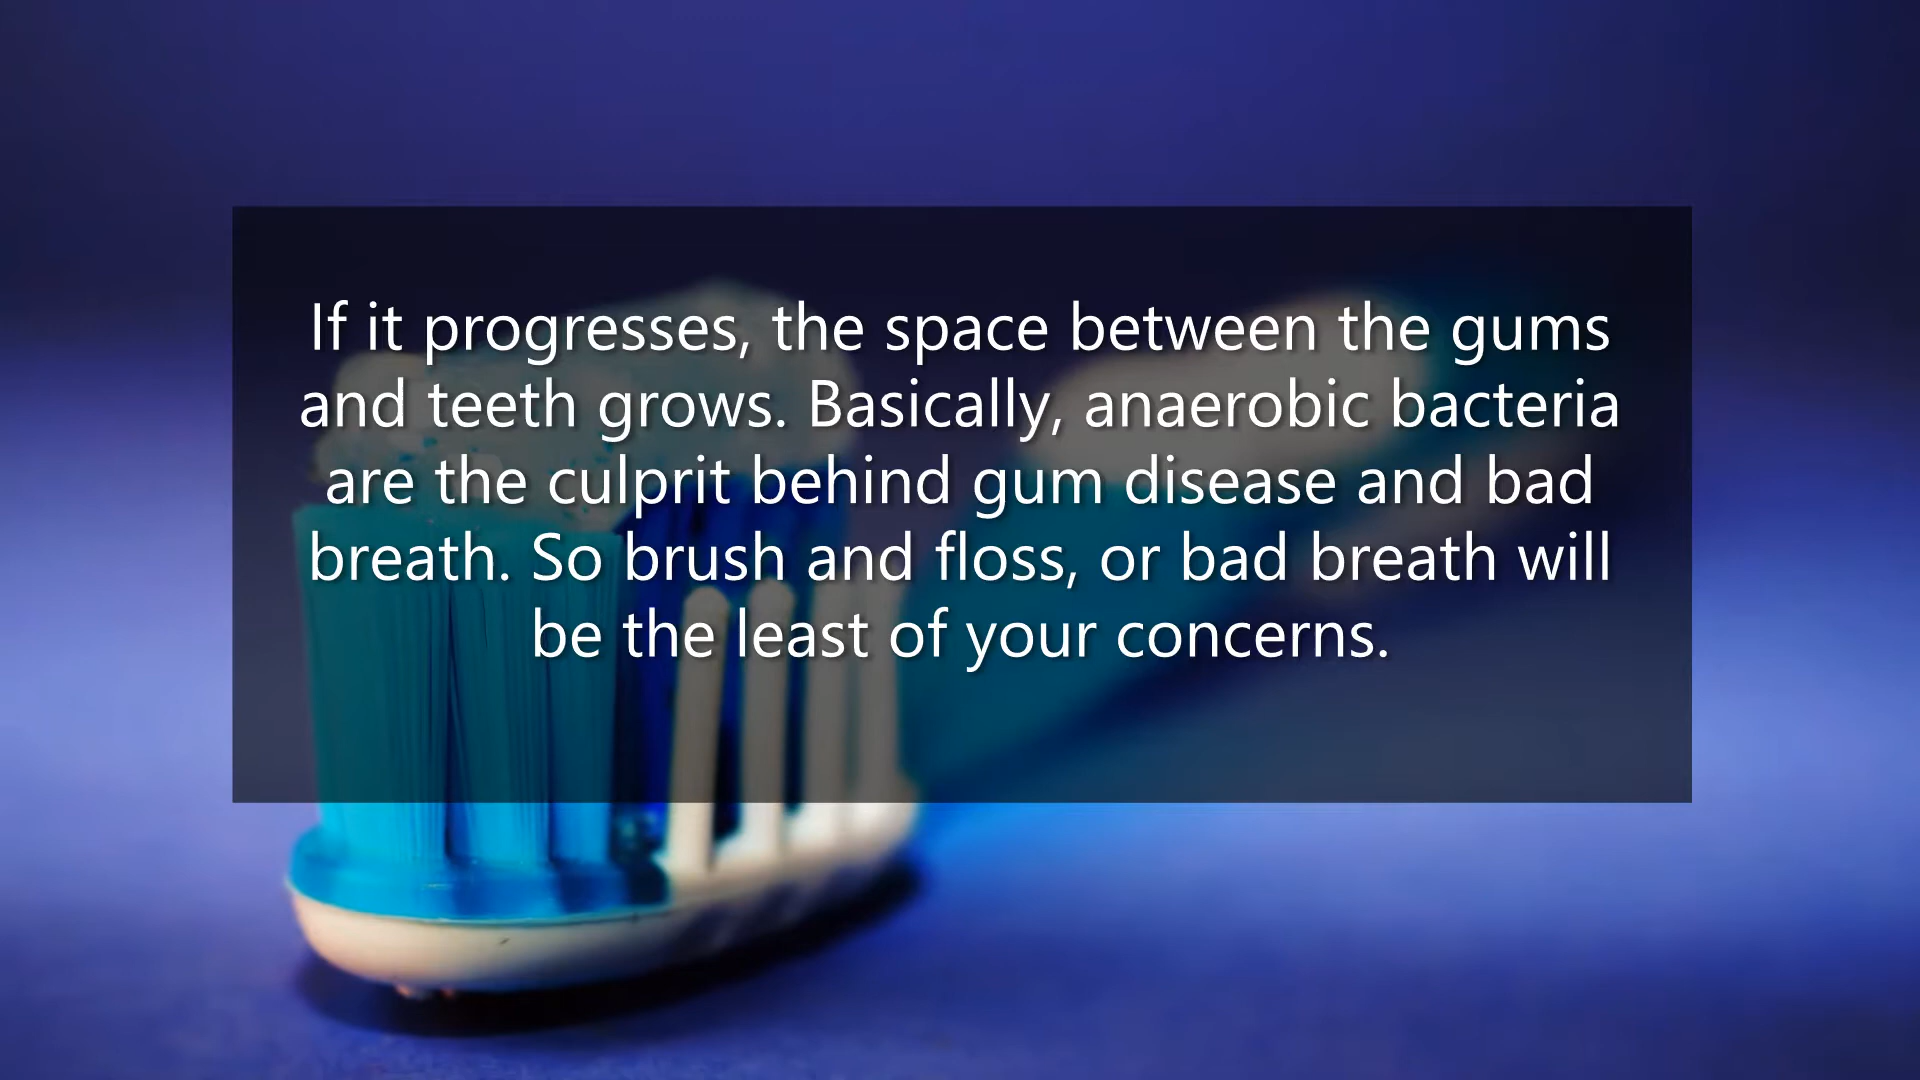 If it progresses, the space between the gums
and teeth grows. Basically, anaerobic bacteria
are the culprit behind gum disease and bad
breath. So brush and floss, or bad breath will
be the least of your concerns.